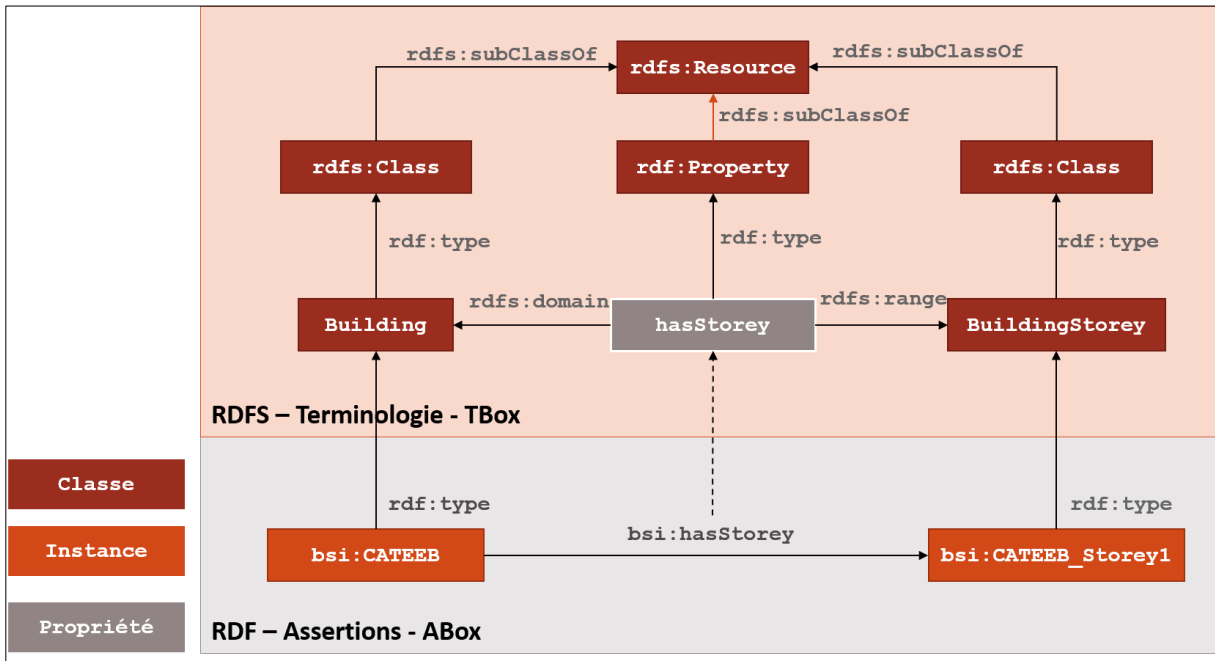 rdfs:subClassOf
rdfs:Resource
rdfs:subClassOf
rdfs:subClassOf
rdfs:Class
rdf:Property
rdfs:Class
rdf:type
rdf:type
rdf:type
rdfs:domain
rdfs:range
Building
hasStorey
BuildingStorey
RDFS – Terminologie - TBox
Classe
rdf:type
rdf:type
bsi:hasStorey
Instance
bsi:CATEEB
bsi:CATEEB_Storey1
Propriété
RDF – Assertions - ABox